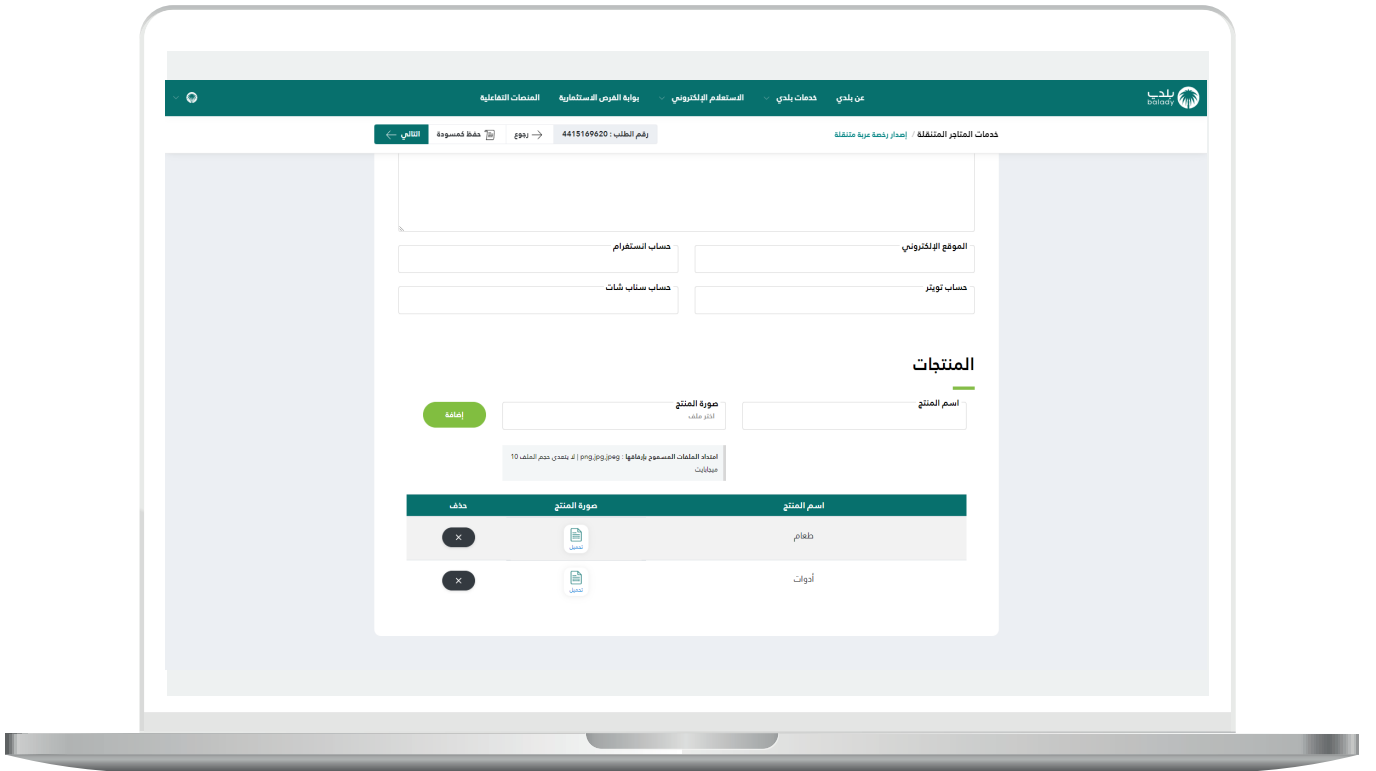 بلدي
balady
عن بلدي
خدمات بلدي
الاستعلام الإلكتروني
بوابة الفرص الاستثمارية
المنصات التفاعلية
خدمات المتاجر المتنقلة / إصدار رخصة عربة متنقلة
رقم الطلب : 4415169620
رجوع
حفظ كمسودة
التالي
الموقع الإلكتروني
حساب انستغرام
حساب تويتر
حساب سناب شات
المنتجات
اسم المنتج
صورة المنتج
اختر ملف
إضافة
امتداد الملفات المسموح بإرفاقها : png,jpg,jpeg | لا يتعدى حجم الملف 10
ميجابايت
اسم المنتج صورة المنتج حذف
طعام
تحميل
أدوات
تحميل